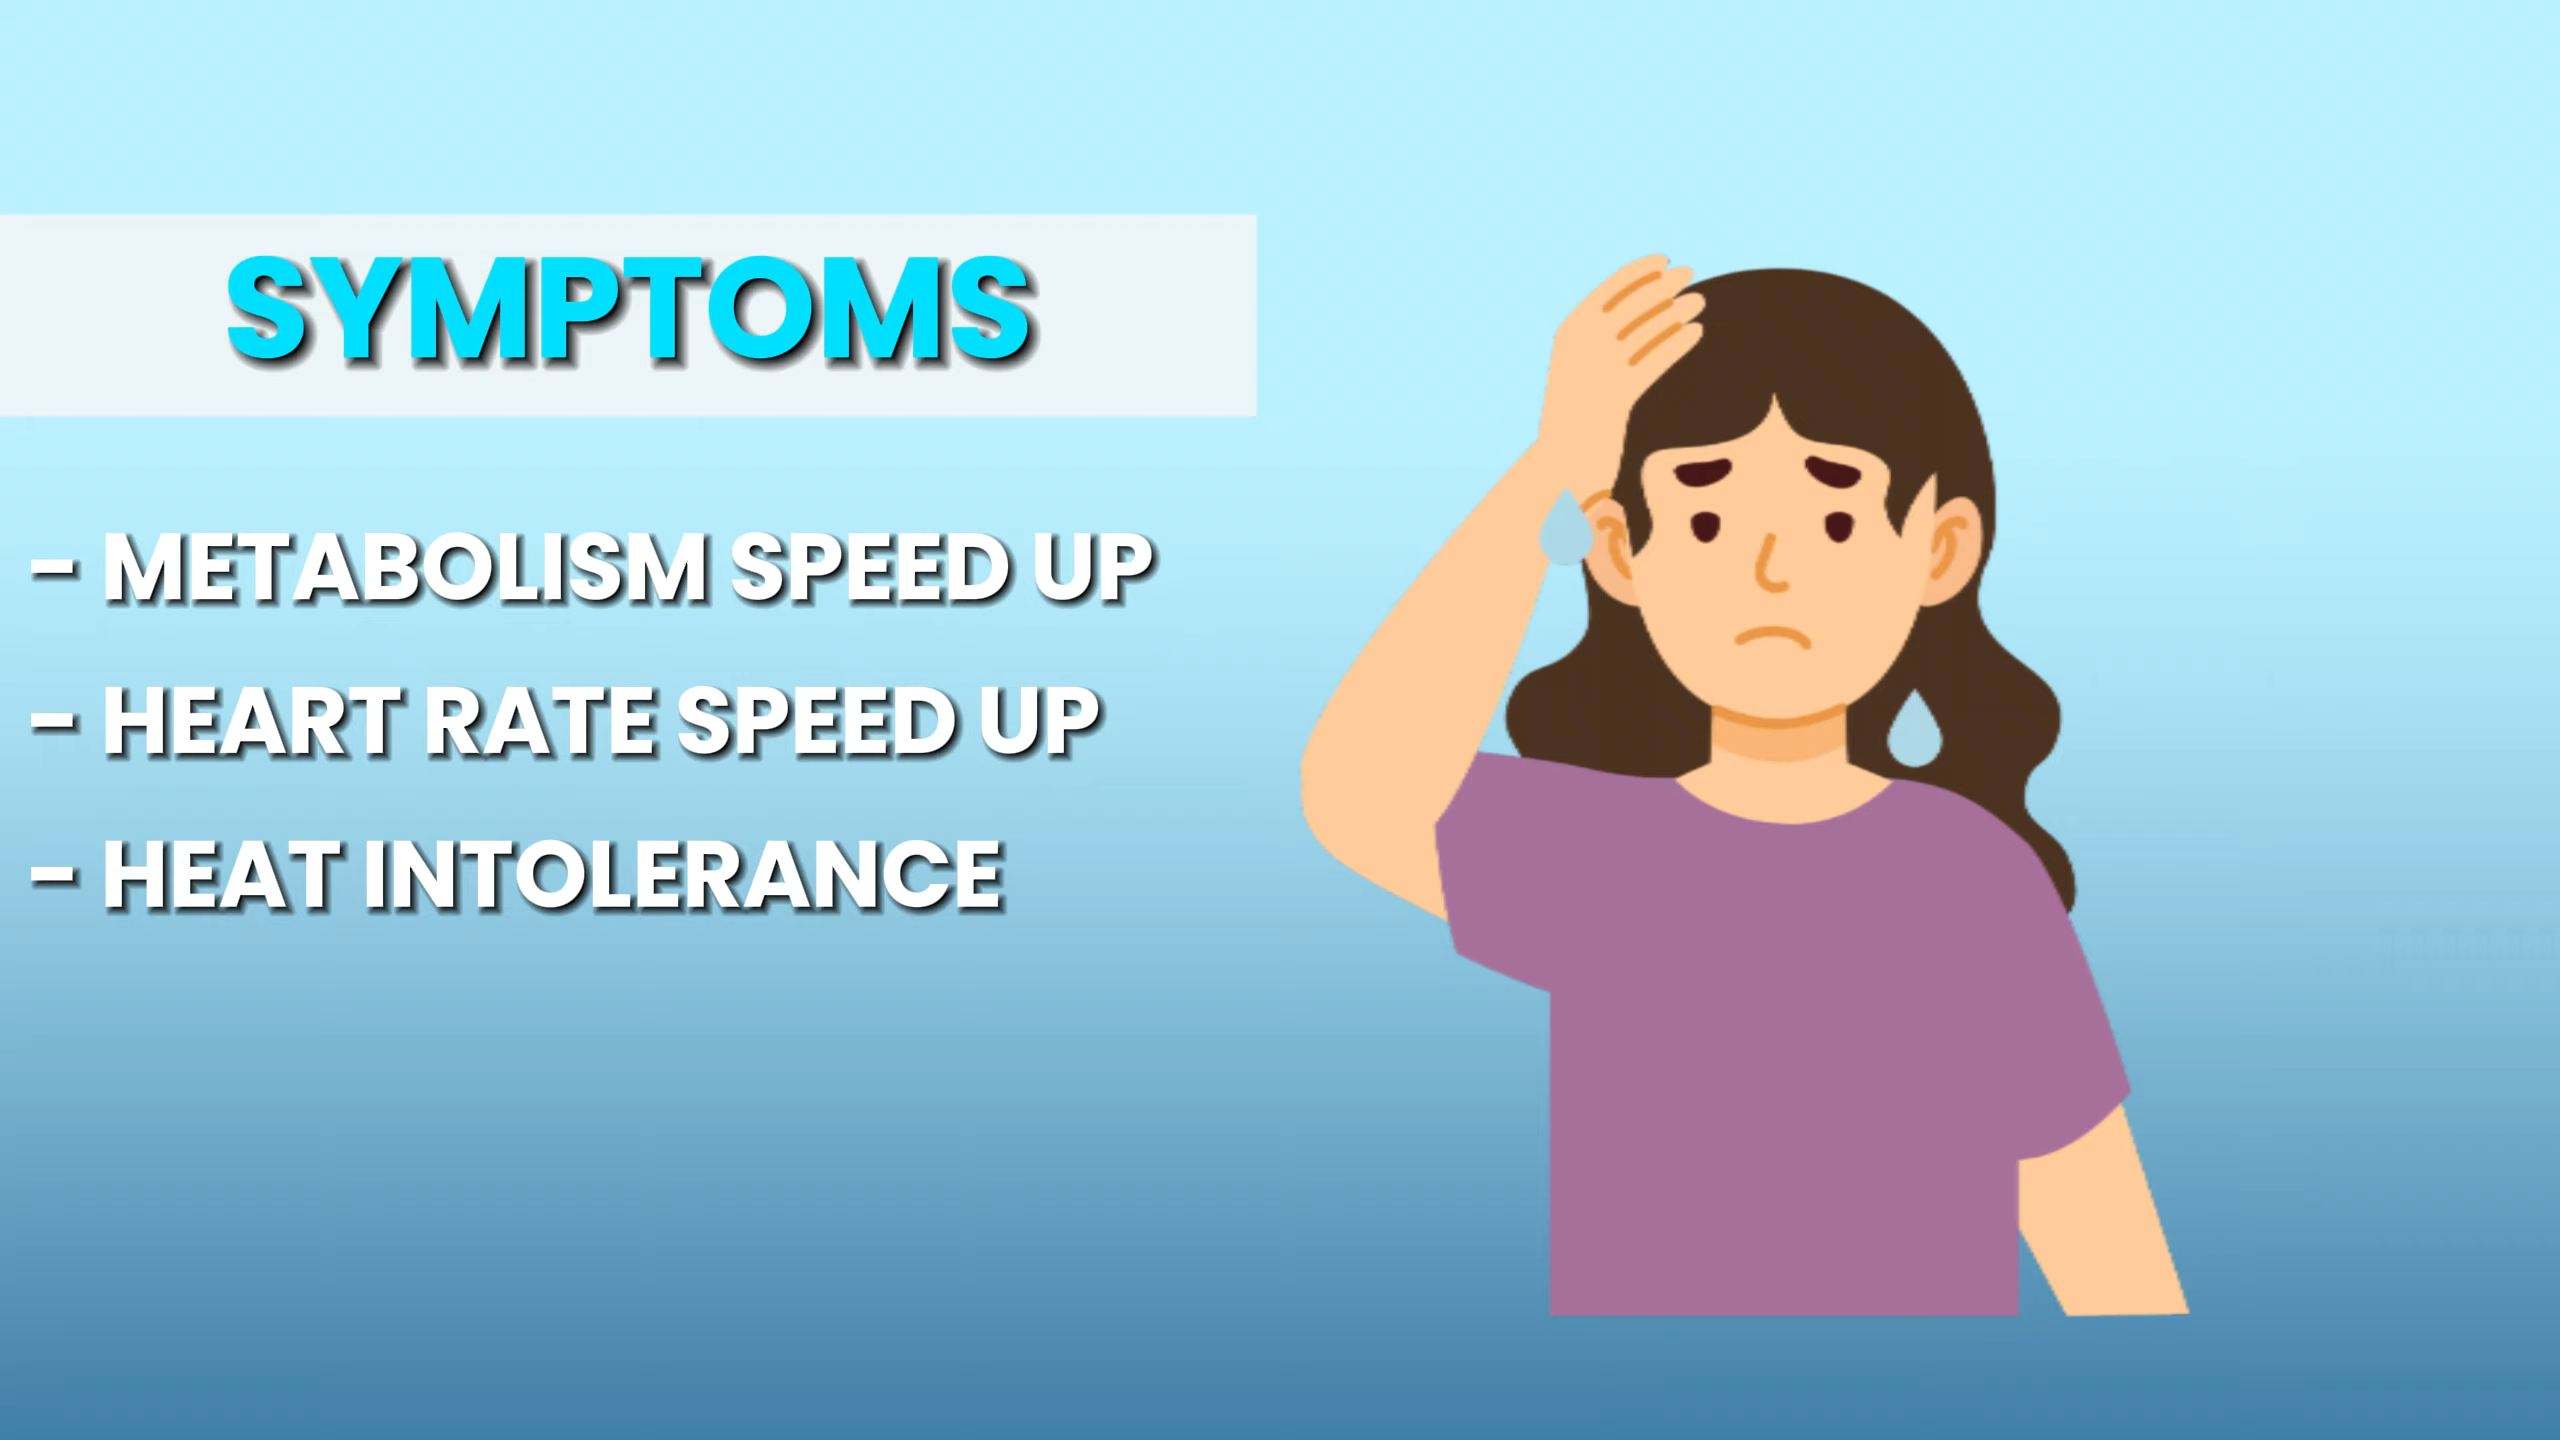 SYMPTOMS
- METABOLISM SPEED UP
- HEART RATE SPEED UP
- HEAT INTOLERANCE